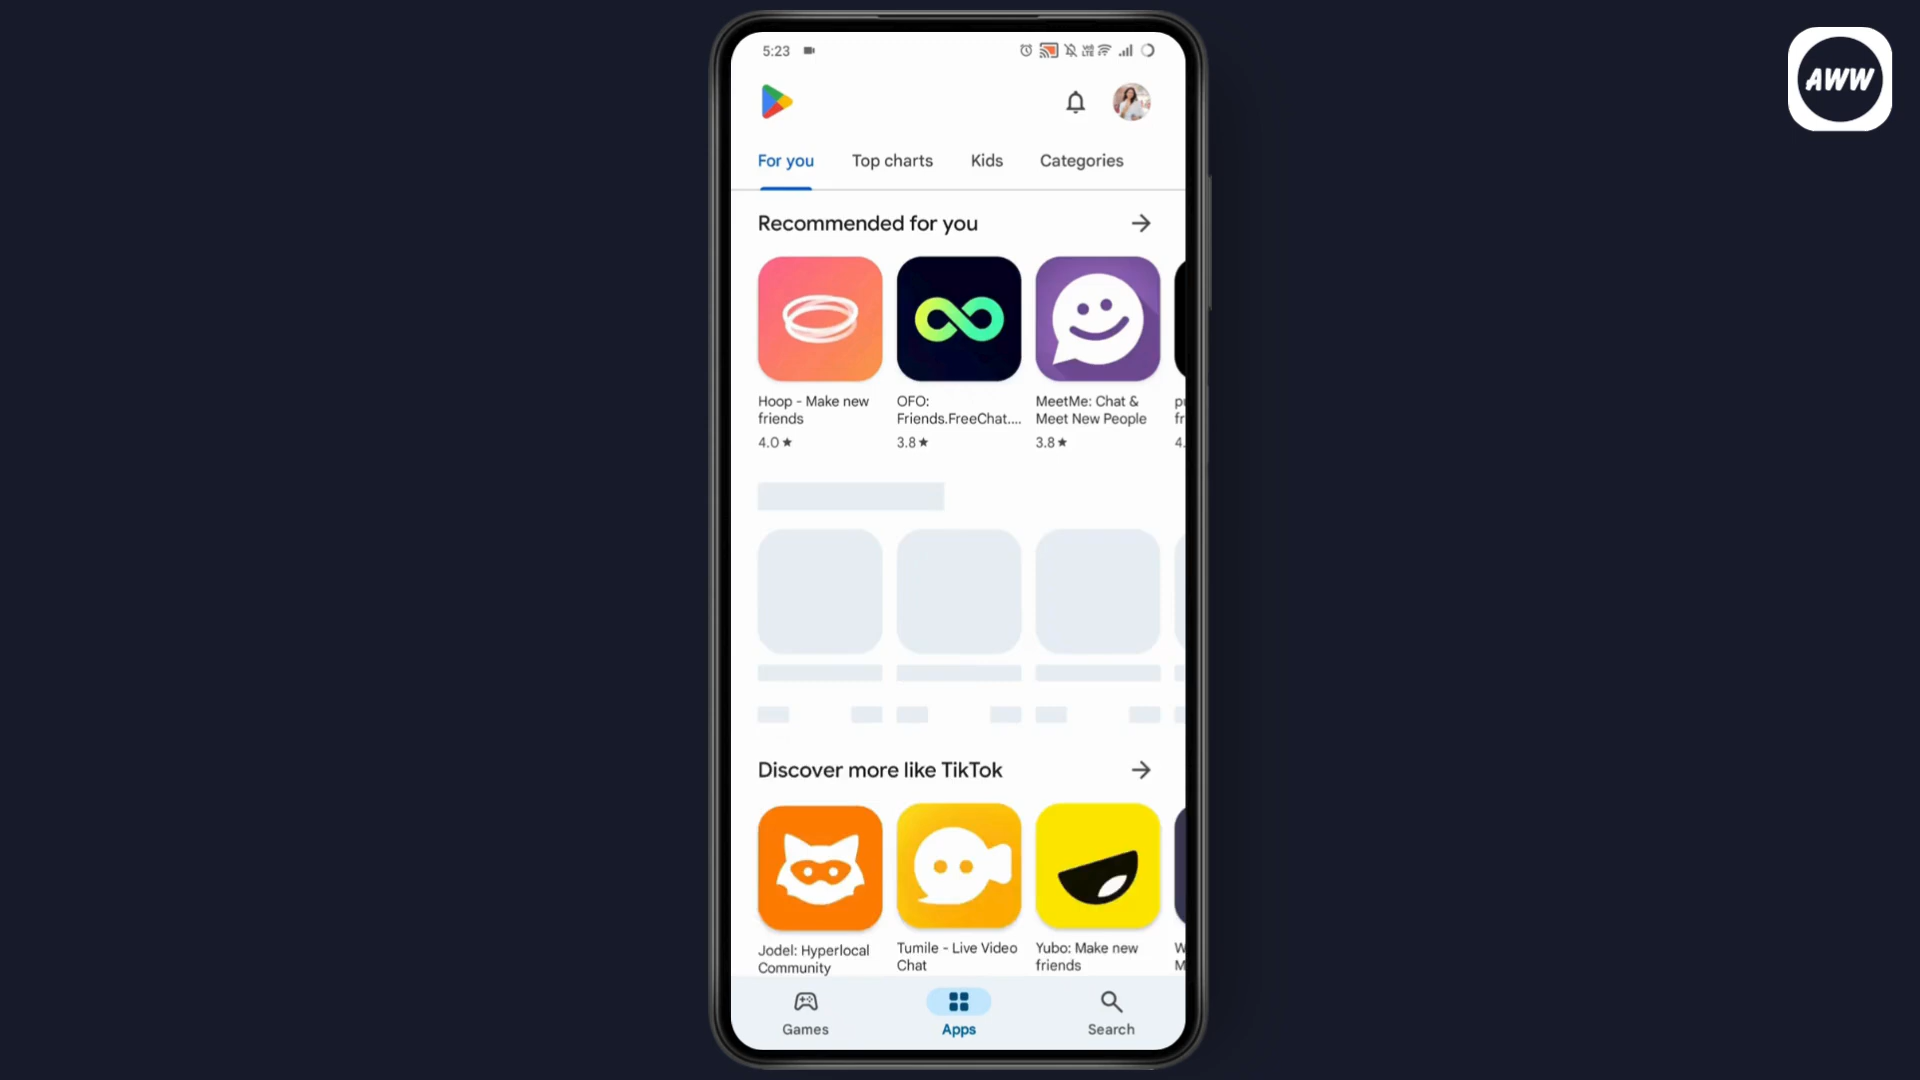 5:23
AWW
For you
Top charts
Kids
Categories
Recommended for you
Hoop - Make new
friends
4.0 ★
OFO:
Friends.FreeChat....
3.8 ★
MeetMe: Chat &
Meet New People
3.8 ★
4.
Discover more like TikTok
Jodel: Hyperlocal
Community
Tumile - Live Video
Chat
Yubo: Make new
friends
W
M
Games
Apps
Search